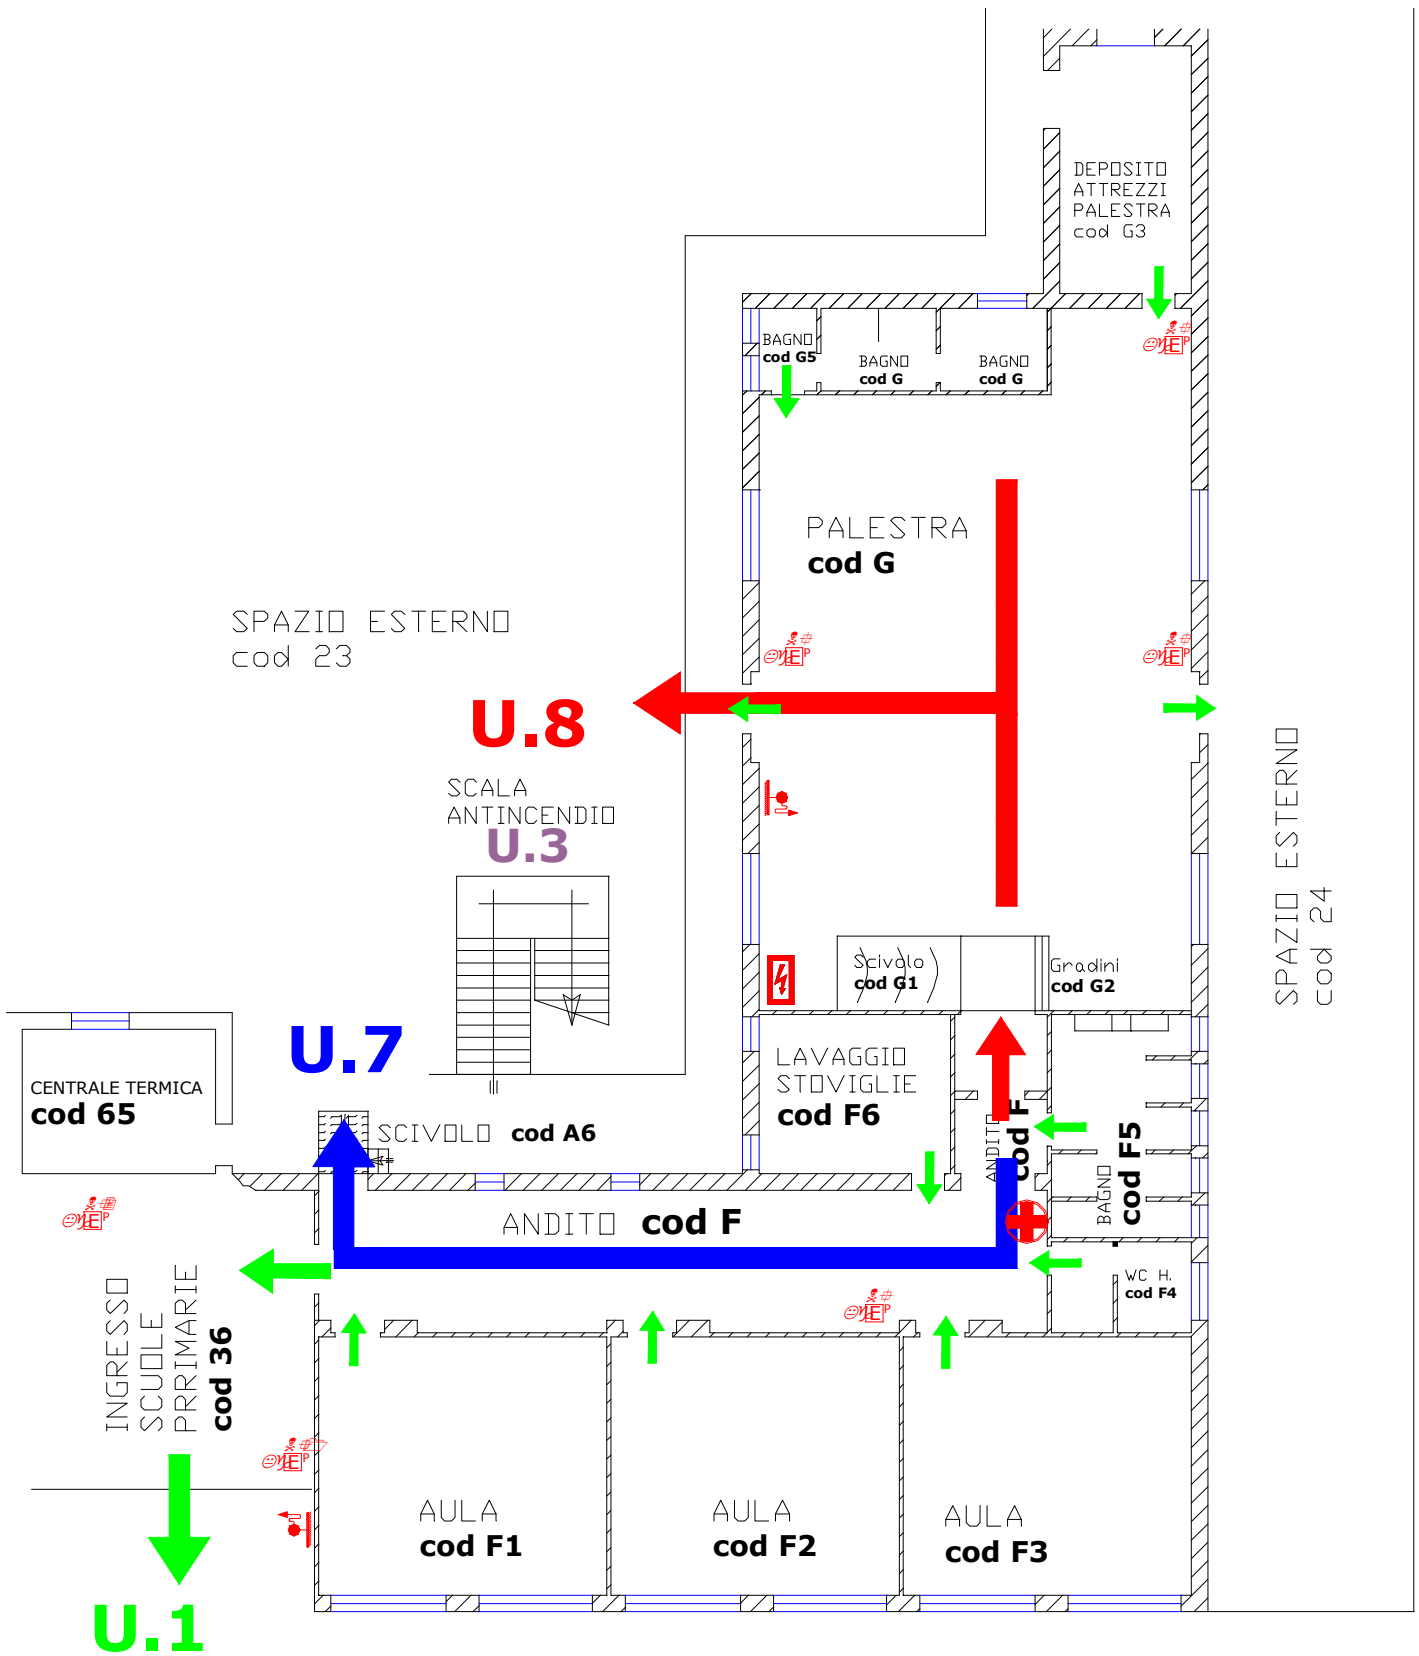 DEPOSITO
ATTREZZI
PALESTRA
cod G3
BAGNO
cod G5
BAGNO
cod G
BAGNO
cod G
PALESTRA
cod G
SPAZIO ESTERNO
cod 23
U.8
SCALA
ANTINCENDIO
U.3
SPAZIO ESTERNO
cod 24
Scivolo
cod G1
Gradini
cod G2
U.7
CENTRALE TERMICA
cod 65
LAVAGGIO
STOVIGLIE
cod F6
SCIVOLO cod A6
ANDITO
cod F
BAGNO
cod F5
ANDITO cod F
WC H.
cod F4
INGRESSO
SCUOLE
PRRIMARIE
cod 36
AULA
cod F1
AULA
cod F2
AULA
cod F3
U.1
E P
E P
E P
E P
E P
E P